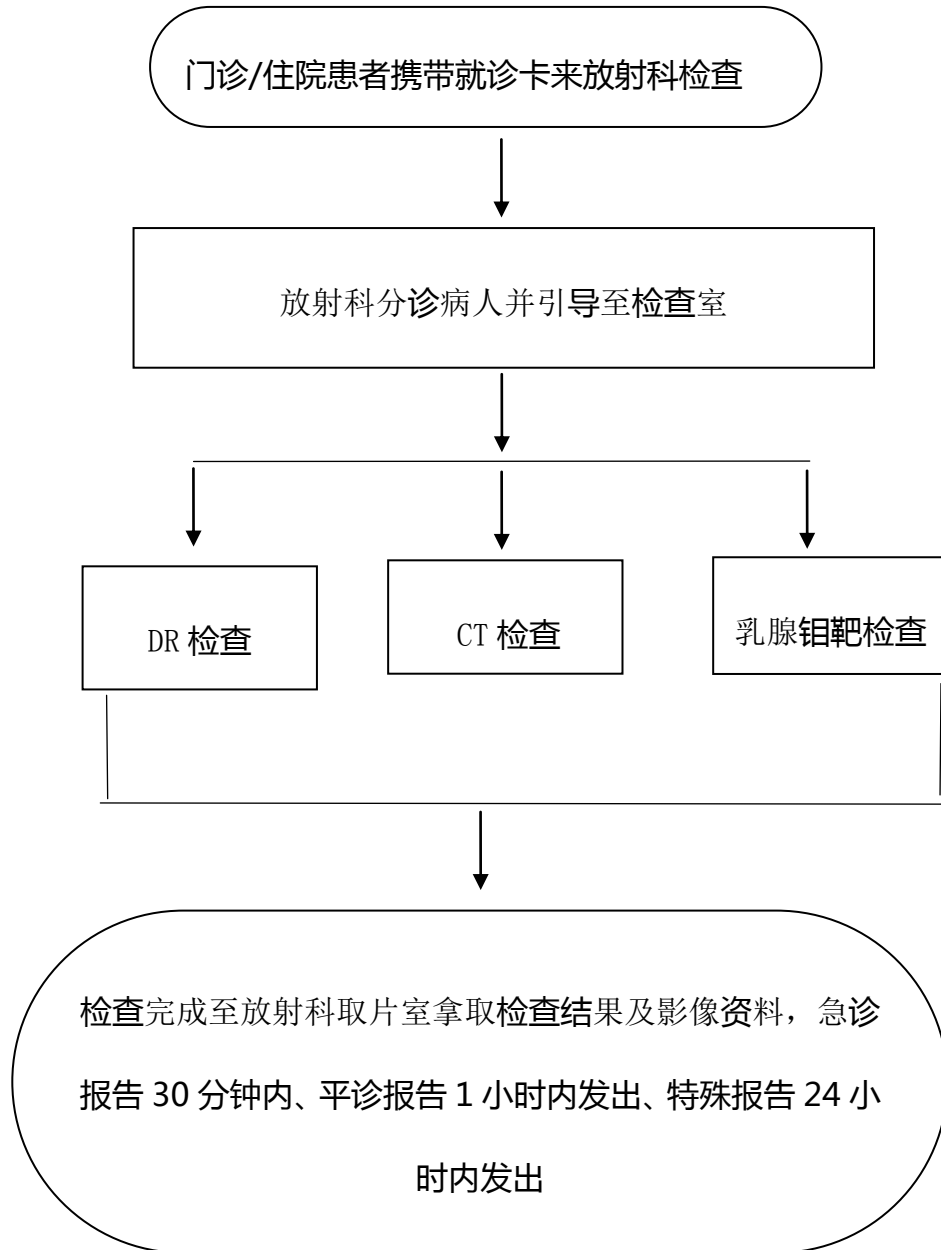 门诊/住院患者携带就诊卡来放射科检查
放射科分诊病人并引导至检查室
DR 检查
CT 检查
乳腺钼靶检查
检查完成至放射科取片室拿取检查结果及影像资料，急诊
报告 30 分钟内、平诊报告 1 小时内发出、特殊报告 24 小
时内发出